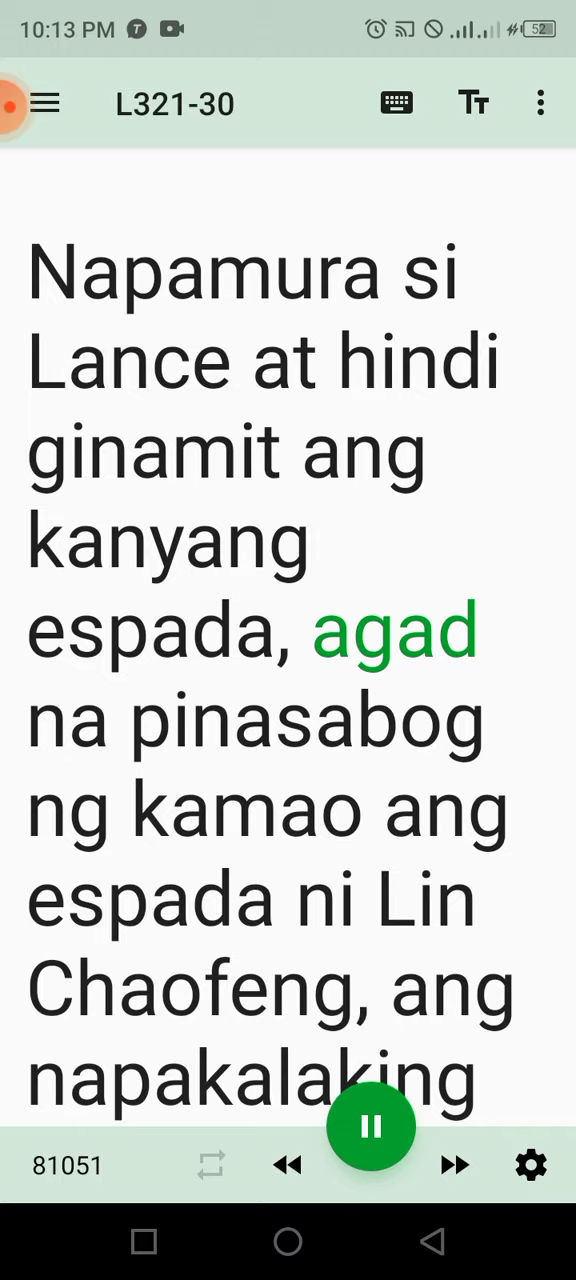 10:13 PM
52
L321-30
Napamura si
Lance at hindi
ginamit ang
kanyang
espada, agad
na pinasabog
ng kamao ang
espada ni Lin
Chaofeng, ang
napakalaking
81051